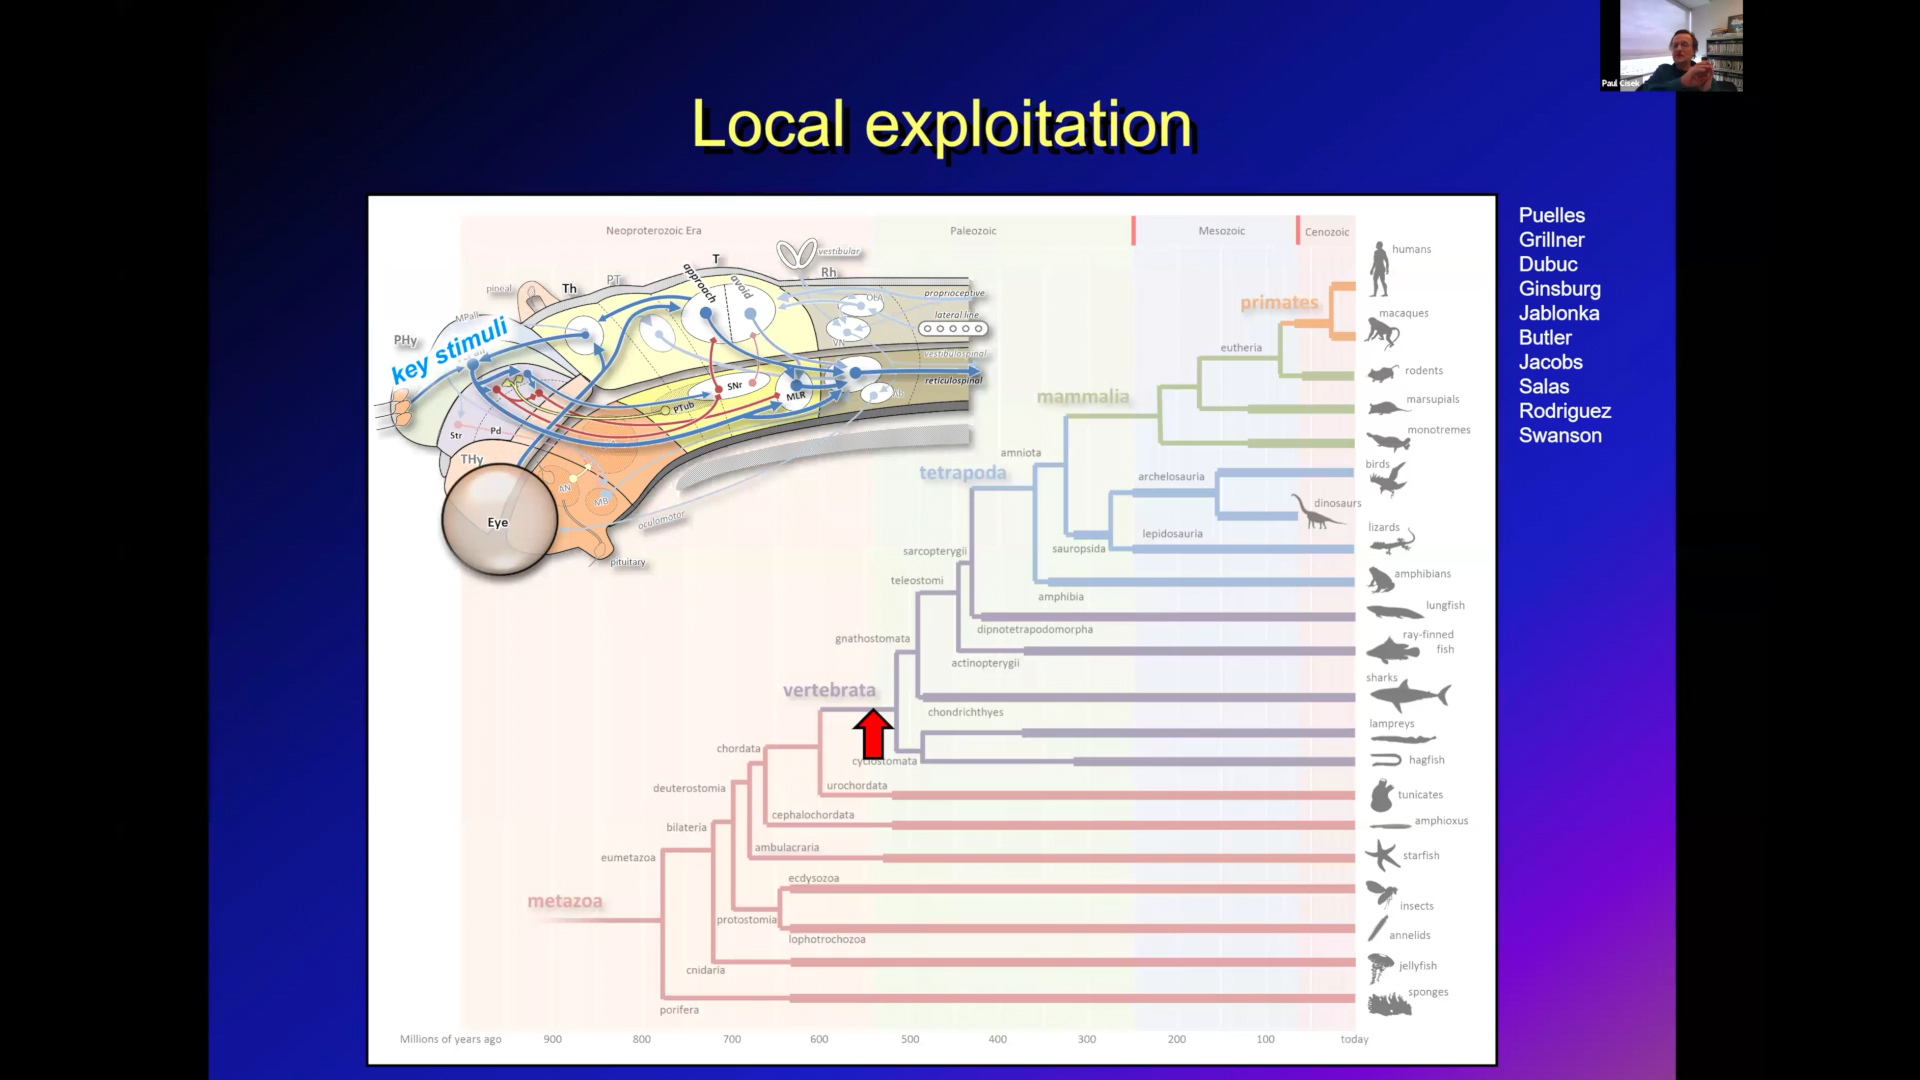 Paul Cisek
Local exploitation
Puelles
Grillner
Dubuc
Ginsburg
Jablonka
Butler
Jacobs
Salas
Rodriguez
Swanson
Neoproterozoic Era
Paleozoic
Mesozoic
Cenozoic
key stimuli
pineal
Th
PT
T
approach
avoid
vestibular
Rh
OLA
proprioceptive
lateral line
VN
vestibulospinal
reticulospinal
MPall
PHy
SNr
MLR
PTub
Str
Pd
THy
AN
MB
Eye
oculomotor
pituitary
humans
primates
macaques
eutheria
rodents
mammalia
marsupials
monotremes
amniota
birds
tetrapoda
archelosauria
dinosaurs
lizards
lepidosauria
sauropsida
sarcopterygii
amphibians
teleostomi
amphibia
lungfish
dipnotetrapodomorpha
gnathostomata
ray-finned
fish
actinopterygii
sharks
vertebrata
chondrichthyes
lampreys
chordata
cyclostomata
hagfish
urochordata
tunicates
deuterostomia
cephalochordata
amphioxus
bilateria
ambulacraria
starfish
eumetazoa
ecdysozoa
metazoa
insects
protostomia
lophotrochozoa
annelids
cnidaria
jellyfish
sponges
porifera
Millions of years ago 900 800 700 600 500 400 300 200 100 today